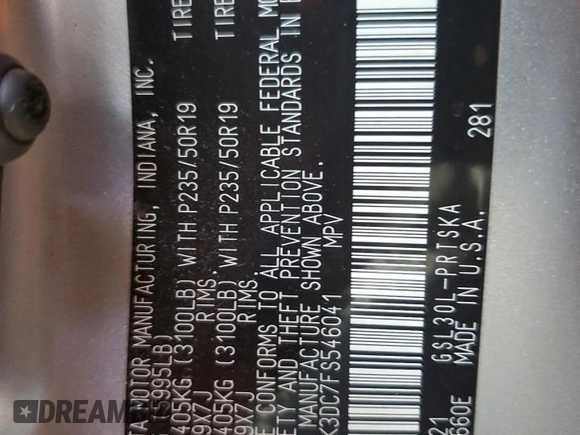 TA MOTOR MANUFACTURING, INDIANA, INC.
(5995LB)
405KG (3100LB) WITH P235/50R19 TIRE
9X7J RIMS.
405KG (3100LB) WITH P235/50R19 TIRE
9X7J RIMS.
E CONFORMS TO ALL APPLICABLE FEDERAL MO
ETY AND THEFT PREVENTION STANDARDS IN
MANUFACTURE SHOWN ABOVE.
K3DC7FS546041 MPV
281
21 GSL30L-PRTSKA
660E MADE IN U.S.A.
AUTOHELPERBOT.COM